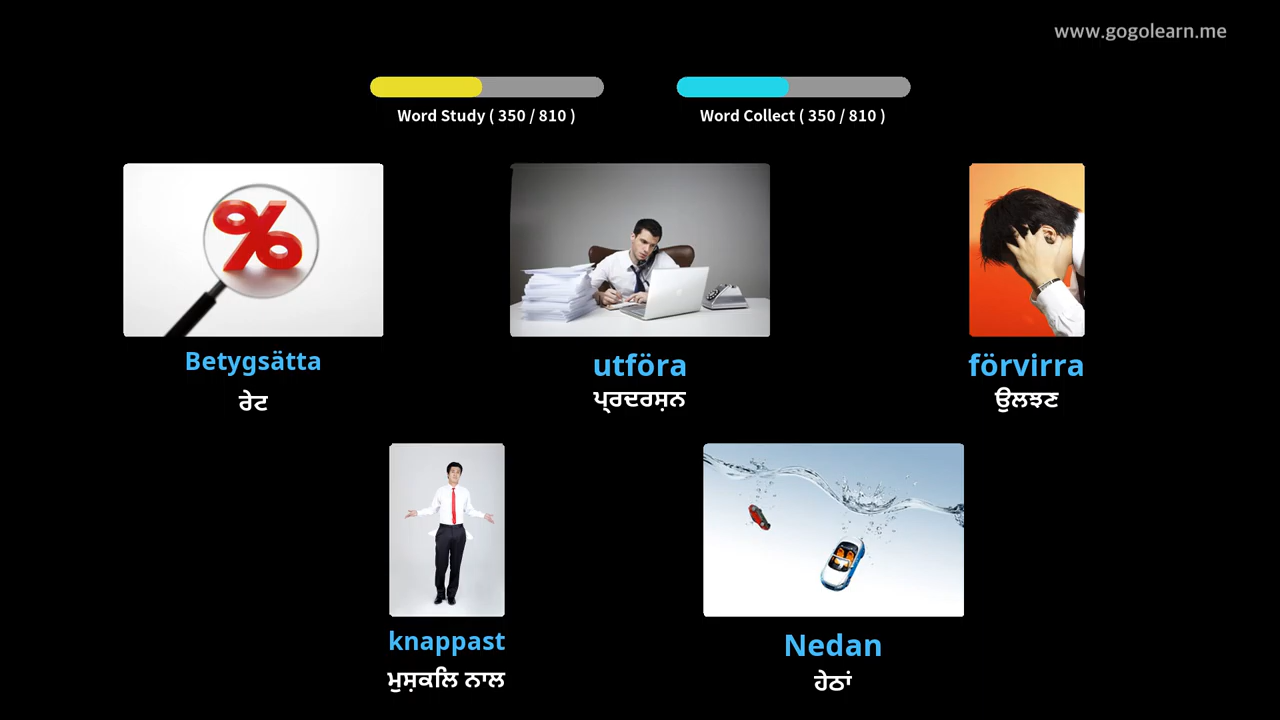 www.gogolearn.me
Word Study ( 350 / 810 )
Word Collect ( 350 / 810 )
Betygsätta
ਰੇਟ
utföra
ਪ੍ਰਦਰਸ਼ਨ
förvirra
ਉਲਝਣ
knappast
ਮੁਸ਼ਕਲਿ ਨਾਲ
Nedan
ਹੇਠਾਂ